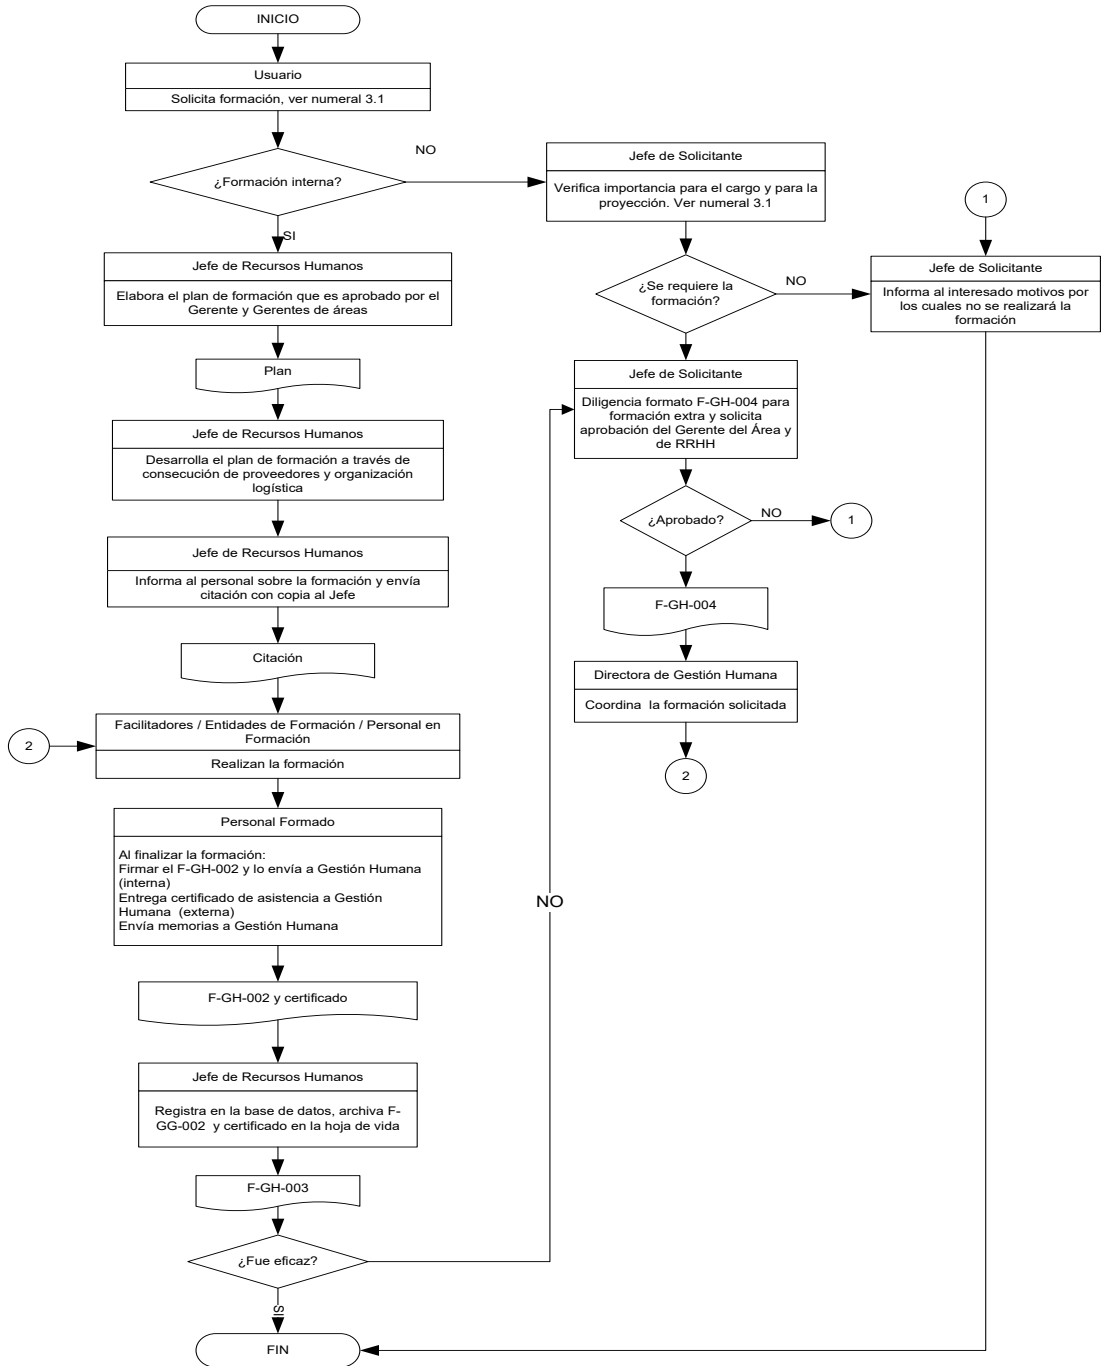 INICIO
Usuario
Solicita formación, ver numeral 3.1
¿Formación interna?
NO
SI
Jefe de Recursos Humanos
Elabora el plan de formación que es aprobado por el
Gerente y Gerentes de áreas
Plan
Jefe de Recursos Humanos
Desarrolla el plan de formación a través de
consecución de proveedores y organización
logística
Jefe de Recursos Humanos
Informa al personal sobre la formación y envía
citación con copia al Jefe
Citación
2
Facilitadores / Entidades de Formación / Personal en
Formación
Realizan la formación
Personal Formado
Al finalizar la formación:
Firmar el F-GH-002 y lo envía a Gestión Humana
(interna)
Entrega certificado de asistencia a Gestión
Humana (externa)
Envía memorias a Gestión Humana
F-GH-002 y certificado
Jefe de Recursos Humanos
Registra en la base de datos, archiva F-
GG-002 y certificado en la hoja de vida
F-GH-003
¿Fue eficaz?
NO
SI
FIN
Jefe de Solicitante
Verifica importancia para el cargo y para la
proyección. Ver numeral 3.1
¿Se requiere la
formación?
NO
Jefe de Solicitante
Diligencia formato F-GH-004 para
formación extra y solicita
aprobación del Gerente del Área y
de RRHH
¿Aprobado?
NO
1
F-GH-004
Directora de Gestión Humana
Coordina la formación solicitada
2
1
Jefe de Solicitante
Informa al interesado motivos por
los cuales no se realizará la
formación